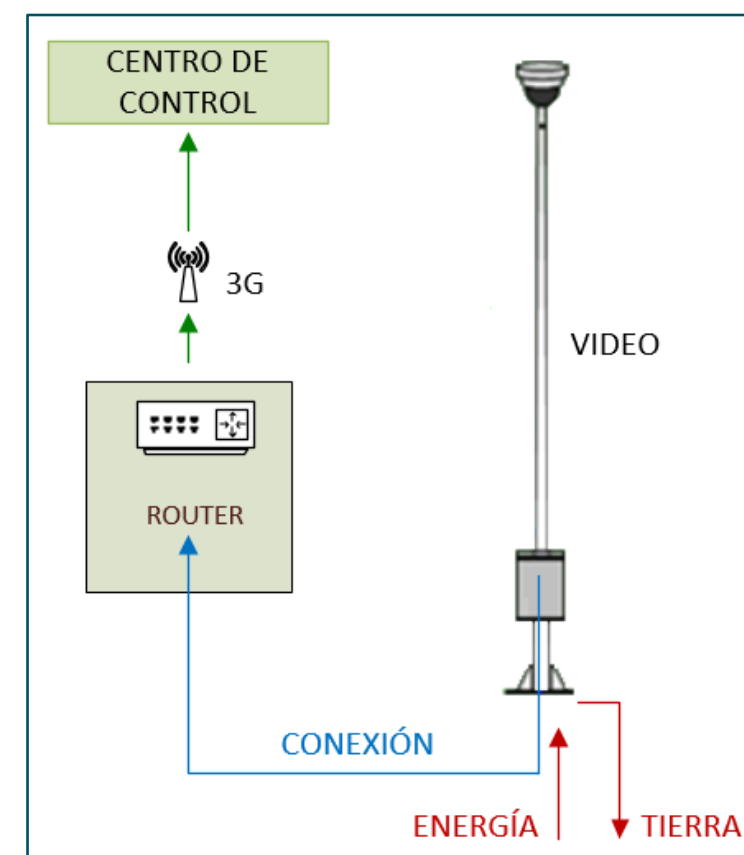 CENTRO DE
CONTROL
3G
VIDEO
ROUTER
CONEXIÓN
ENERGÍA
TIERRA